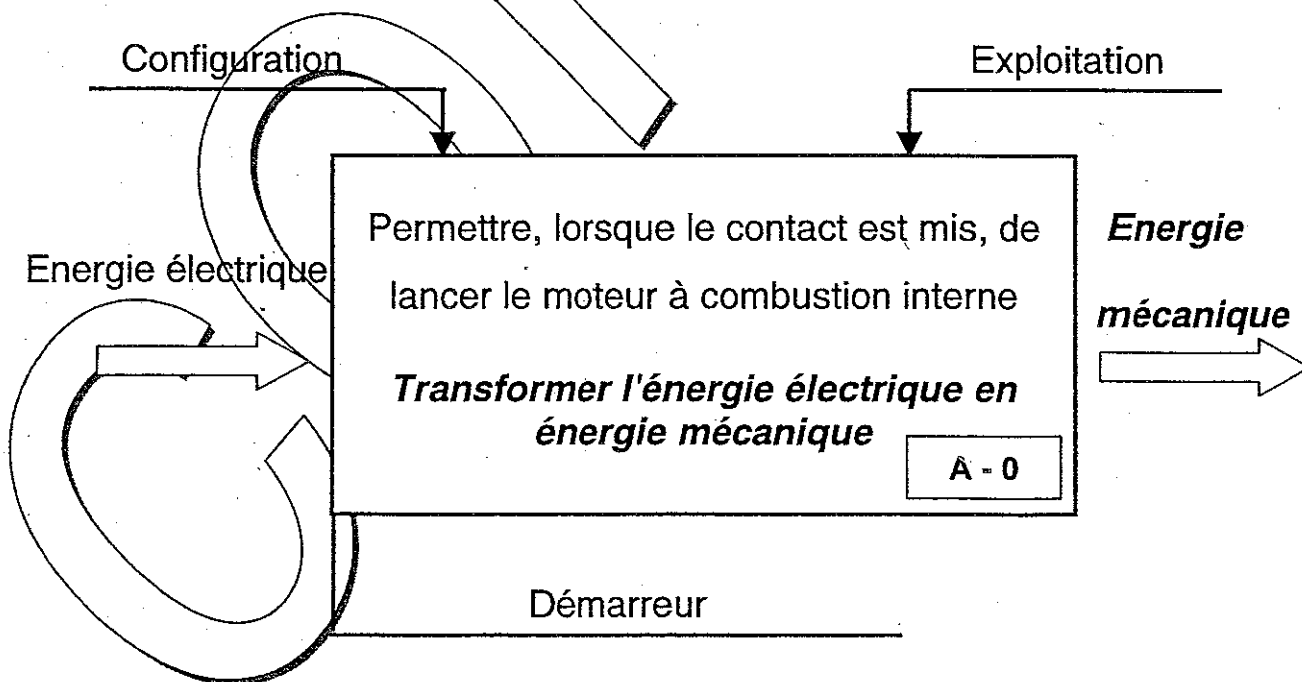 Configuration
Exploitation
Permettre, lorsque le contact est mis, de
lancer le moteur à combustion interne
Energie électrique
Energie
mécanique
Transformer l'énergie électrique en
énergie mécanique
A - 0
Démarreur